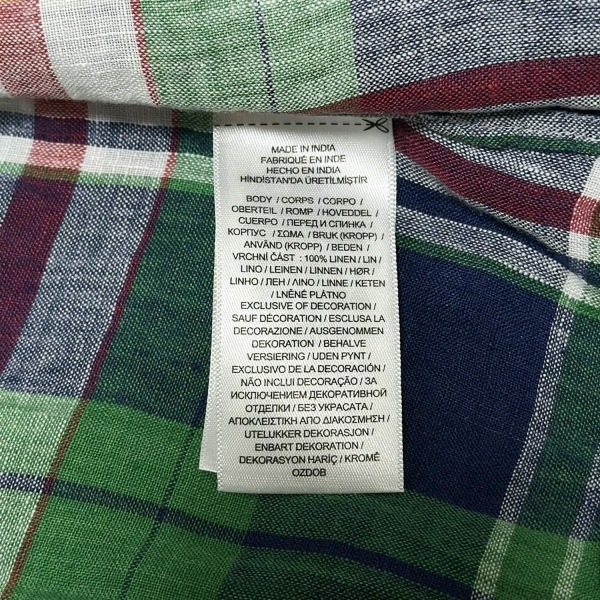 MADE IN INDIA
FABRIQUÉ EN INDE
HECHO EN INDIA
HİNDİSTAN'DA ÜRETİLMİŞTİR
BODY / CORPS / CORPO /
OBERTEIL / ROMP / HOVEDDEL /
CUERPO / ПЕРЕД И СПИНКА /
КОРПУС / ΣΩΜΑ / BRUK (KROPP) /
ANVÄND (KROPP) / BEDEN /
VRCHNÍ ČÁST : 100% LINEN / LIN /
LINO / LEINEN / LINNEN / HØR /
LINHO / ЛЕН / ΛΙΝΟ / LINNE / KETEN
/ LNĚNÉ PLÁTNO
EXCLUSIVE OF DECORATION /
SAUF DÉCORATION / ESCLUSA LA
DECORAZIONE / AUSGENOMMEN
DEKORATION / BEHALVE
VERSIERING / UDEN PYNT /
EXCLUSIVO DE LA DECORACIÓN /
NÃO INCLUI DECORAÇÃO / ЗА
ИСКЛЮЧЕНИЕМ ДЕКОРАТИВНОЙ
ОТДЕЛКИ / БЕЗ УКРАСАТА /
ΑΠΟΚΛΕΙΣΤΙΚΗ ΑΠΟ ΔΙΑΚΟΣΜΗΣΗ /
UTELUKKER DEKORASJON /
ENBART DEKORATION /
DEKORASYON HARİÇ / KROMĚ
OZDOB